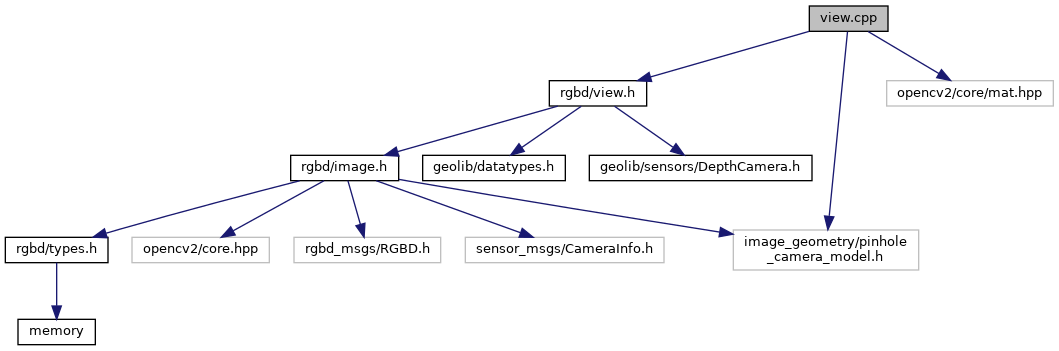 view.cpp
rgbd/view.h
opencv2/core/mat.hpp
rgbd/image.h
geolib/datatypes.h
geolib/sensors/DepthCamera.h
rgbd/types.h
opencv2/core.hpp
rgbd_msgs/RGBD.h
sensor_msgs/CameraInfo.h
image_geometry/pinhole
_camera_model.h
memory